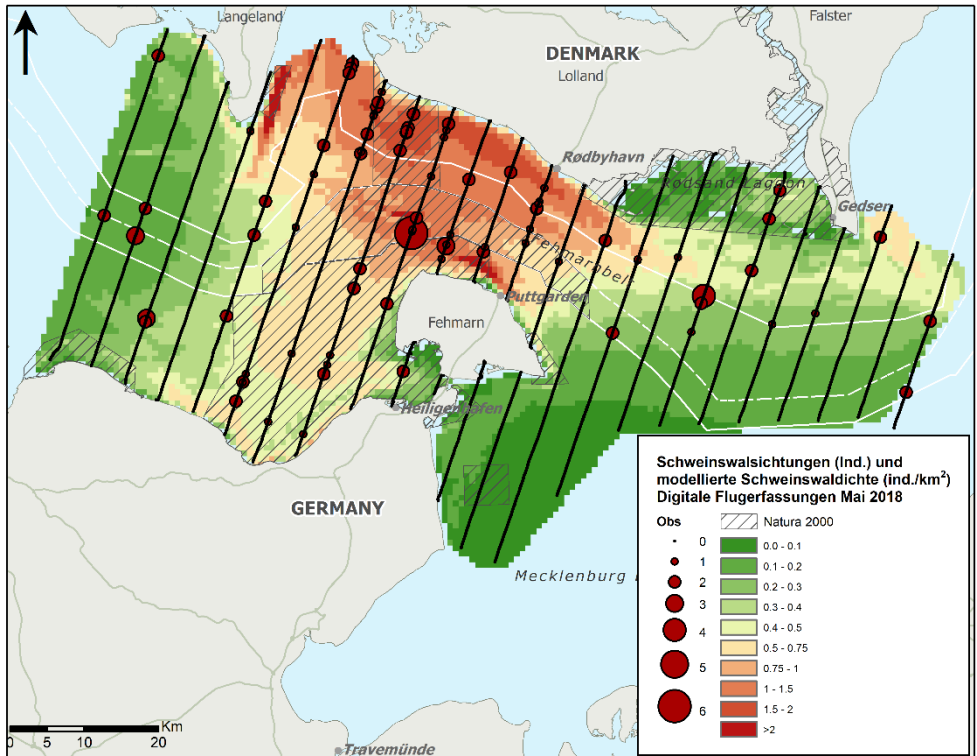 Langeland
Falster
DENMARK
Lolland
Rødbyhavn
Rødsand Lagoon
Gedsen
Fehmarnbelt
Puttgarden
Fehmarn
Heiligenhafen
GERMANY
Mecklenburg
Travemünde
Km
0 5 10 20
Schweinswalsichtungen (Ind.) und
modellierte Schweinswaldichte (ind./km²)
Digitale Flugerfassungen Mai 2018
Obs
Natura 2000
0
1
2
3
4
5
6
0.0 - 0.1
0.1 - 0.2
0.2 - 0.3
0.3 - 0.4
0.4 - 0.5
0.5 - 0.75
0.75 - 1
1 - 1.5
1.5 - 2
>2